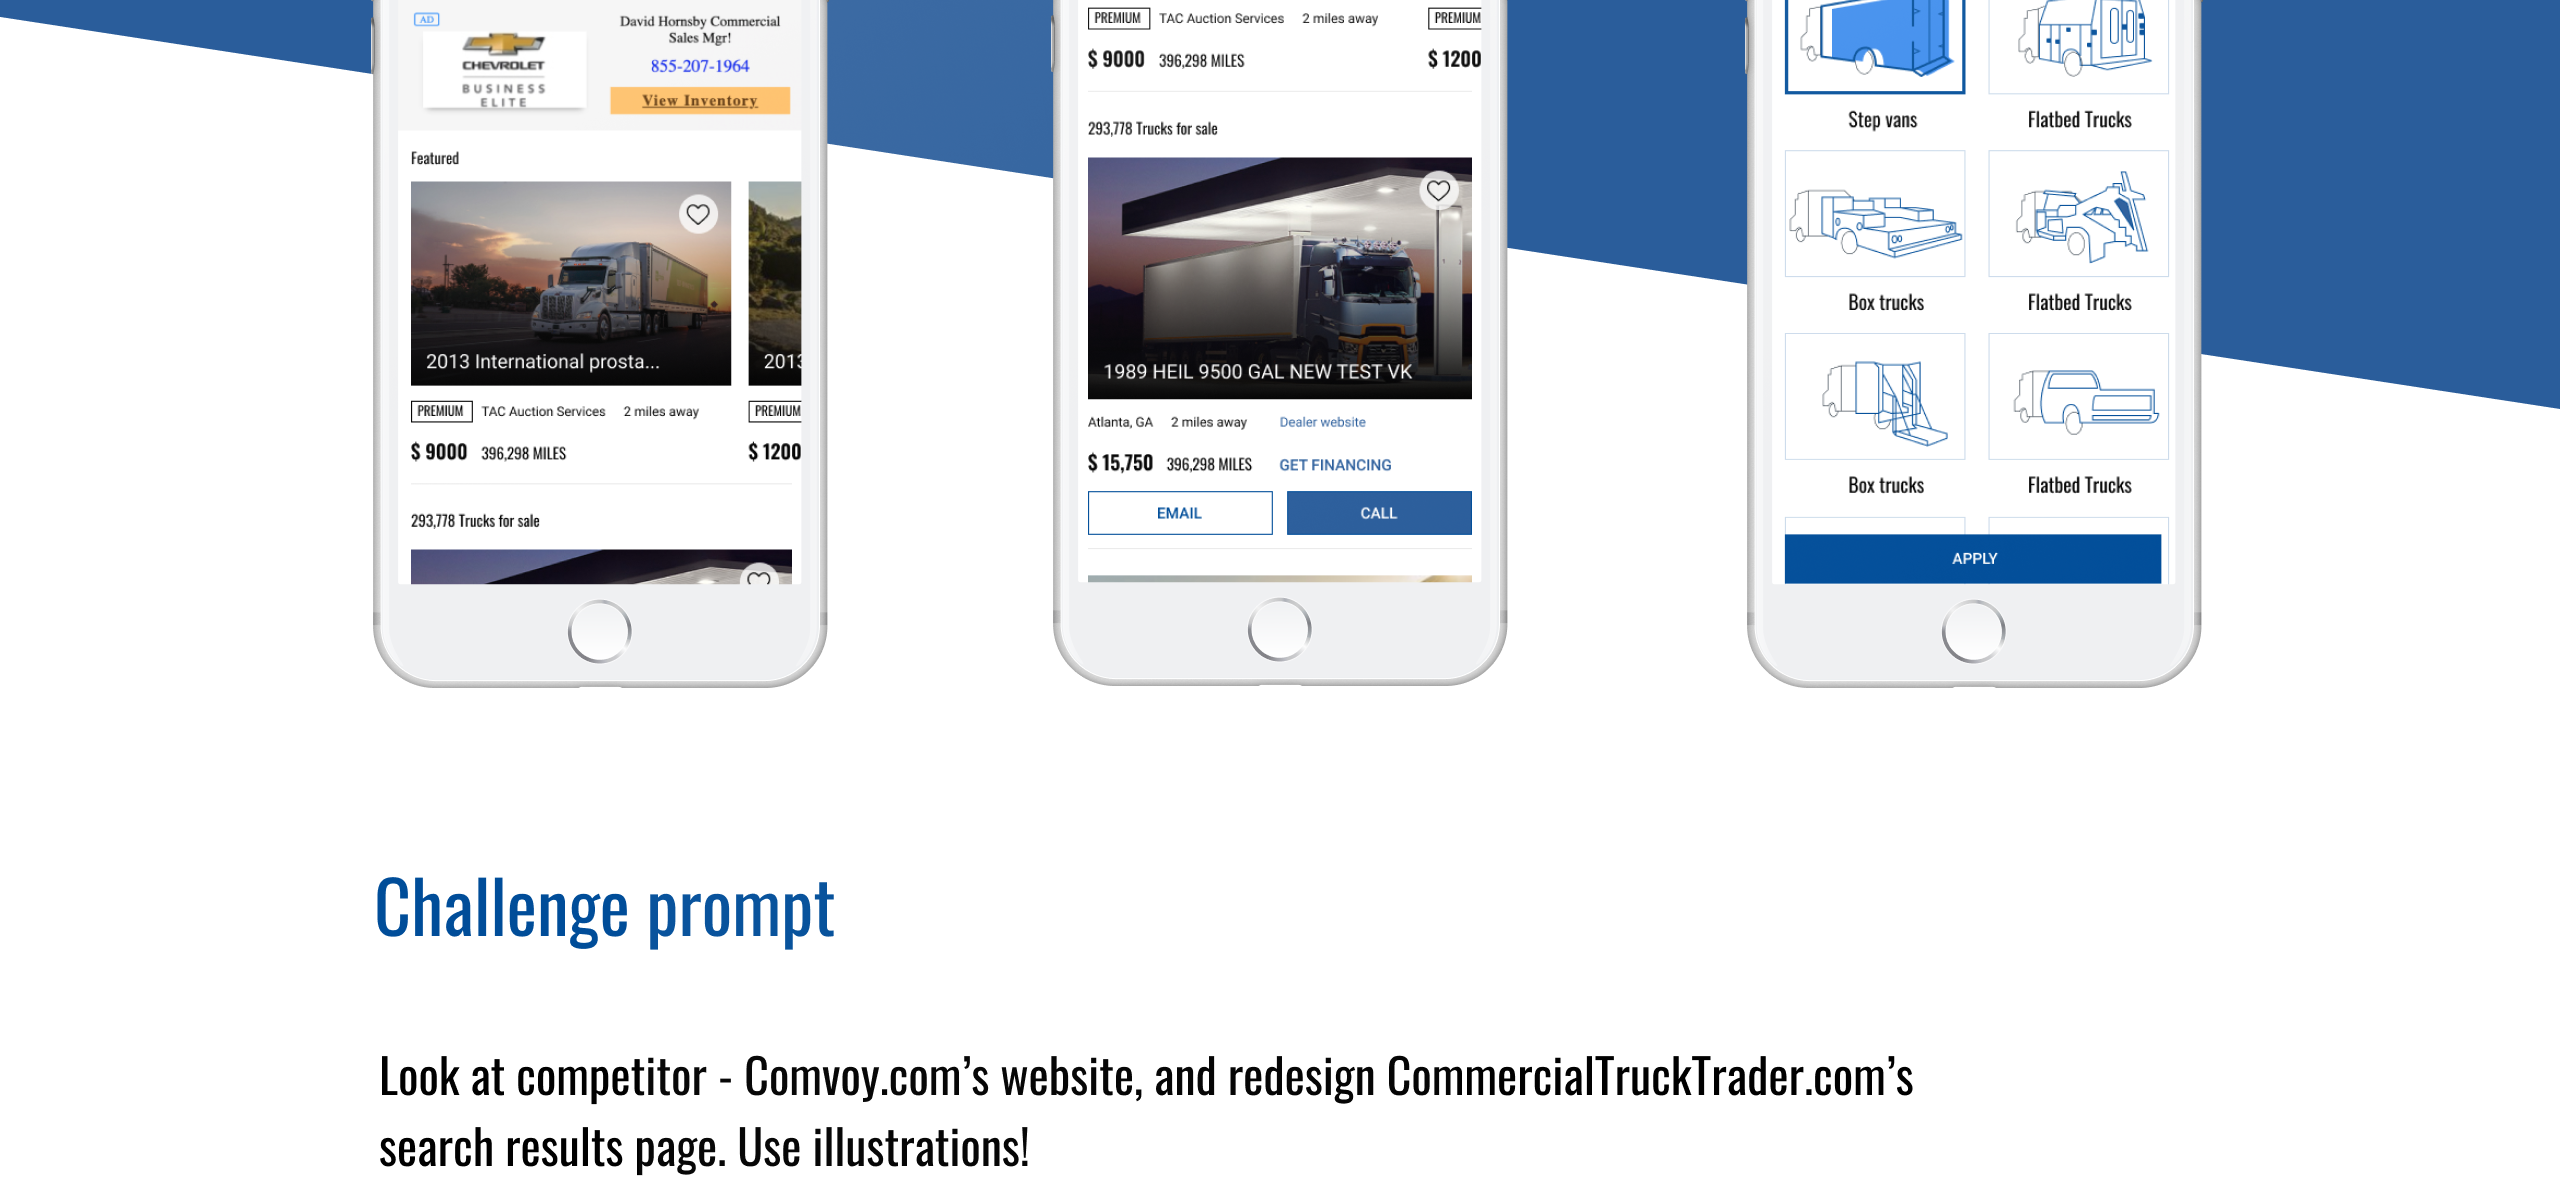 AD
David Hornsby Commercial
Sales Mgr!
CHEVROLET
855-207-1964
BUSINESS
ELITE
View Inventory
Featured
2013 International prosta...
2013
PREMIUM TAC Auction Services 2 miles away PREMIUM
$ 9000 396,298 MILES $ 1200
293,778 Trucks for sale
PREMIUM TAC Auction Services 2 miles away PREMIUM
$ 9000 396,298 MILES $ 1200
293,778 Trucks for sale
1989 HEIL 9500 GAL NEW TEST VK
Atlanta, GA 2 miles away Dealer website
$ 15,750 396,298 MILES GET FINANCING
EMAIL CALL
Step vans Flatbed Trucks
Box trucks Flatbed Trucks
Box trucks Flatbed Trucks
APPLY
Challenge prompt
Look at competitor - Comvoy.com’s website, and redesign CommercialTruckTrader.com’s
search results page. Use illustrations!